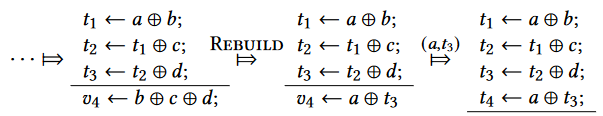 t₁ ← a ⊕ b; t₁ ← a ⊕ b; t₁ ← a ⊕ b;
⋯ ⤇ t₂ ← t₁ ⊕ c; REBUILD ⤇ t₂ ← t₁ ⊕ c; (a,t₃) ⤇ t₂ ← t₁ ⊕ c;
t₃ ← t₂ ⊕ d; t₃ ← t₂ ⊕ d; t₃ ← t₂ ⊕ d;
v₄ ← b ⊕ c ⊕ d; v₄ ← a ⊕ t₃ t₄ ← a ⊕ t₃;